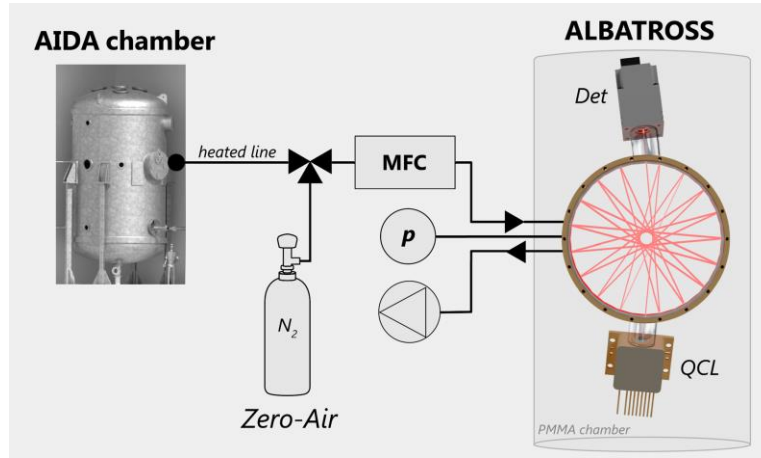 AIDA chamber
ALBATROSS
Det
heated line
MFC
p
N2
QCL
Zero-Air
PMMA chamber